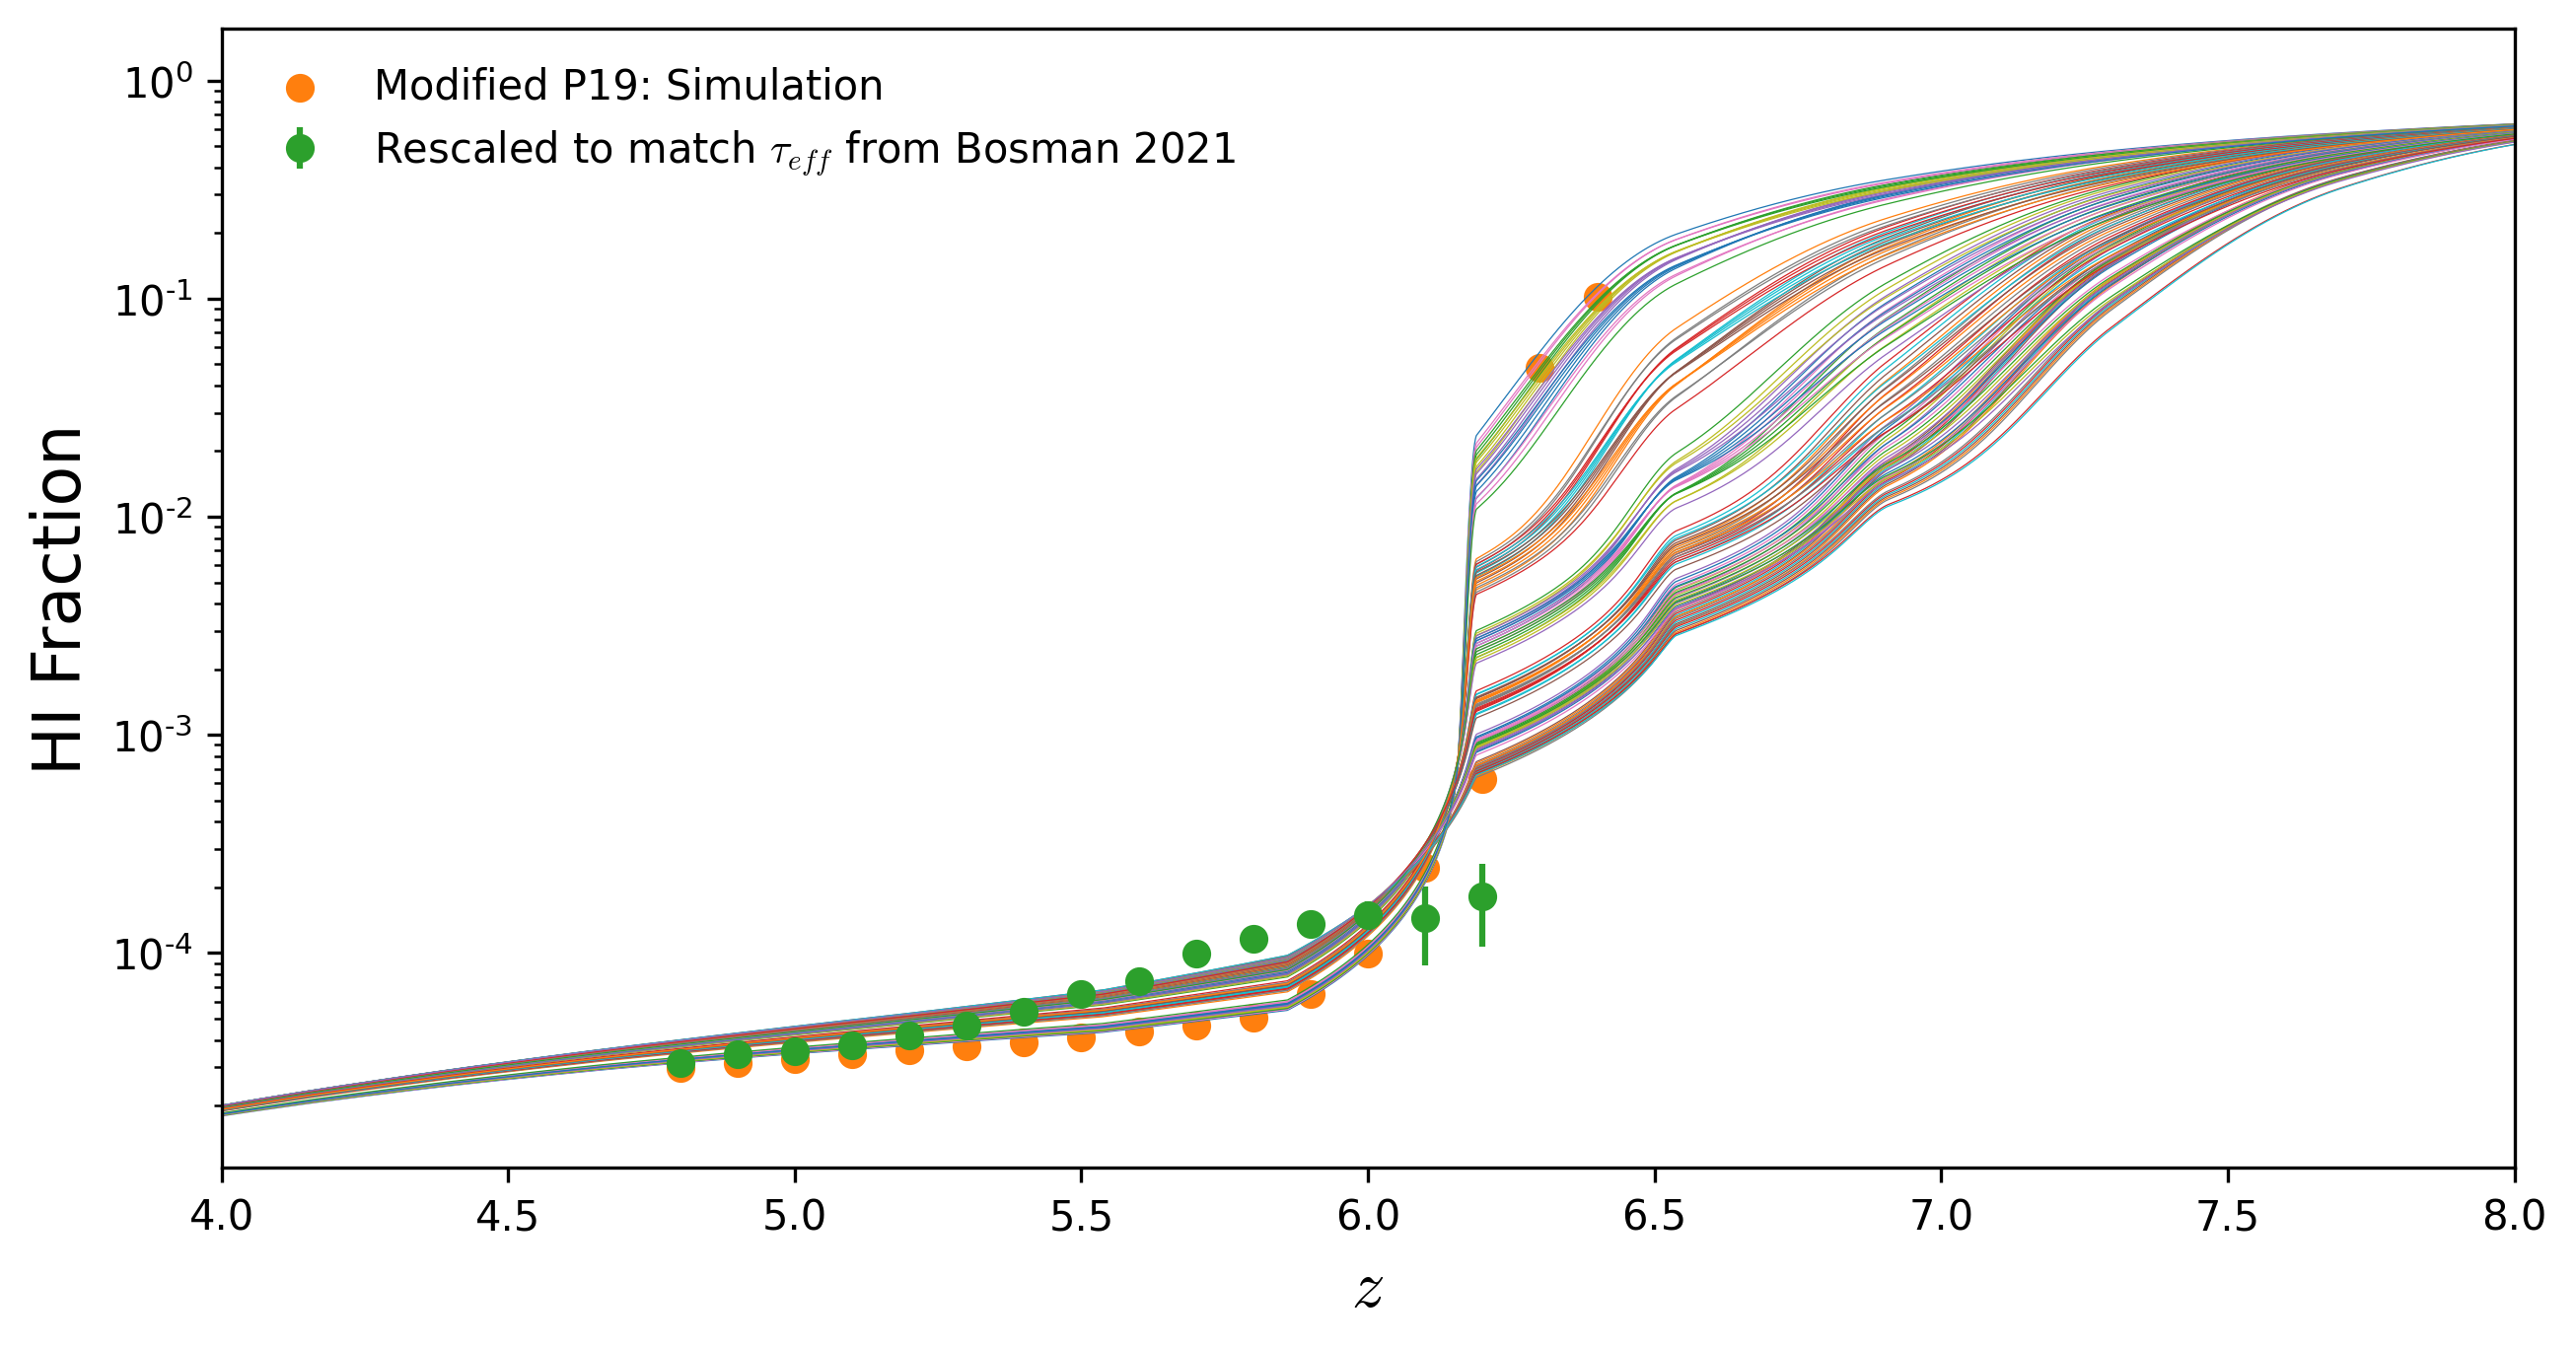 Modified P19: Simulation
Rescaled to match τ_eff from Bosman 2021
HI Fraction
10^0
10^-1
10^-2
10^-3
10^-4
4.0 4.5 5.0 5.5 6.0 6.5 7.0 7.5 8.0
z